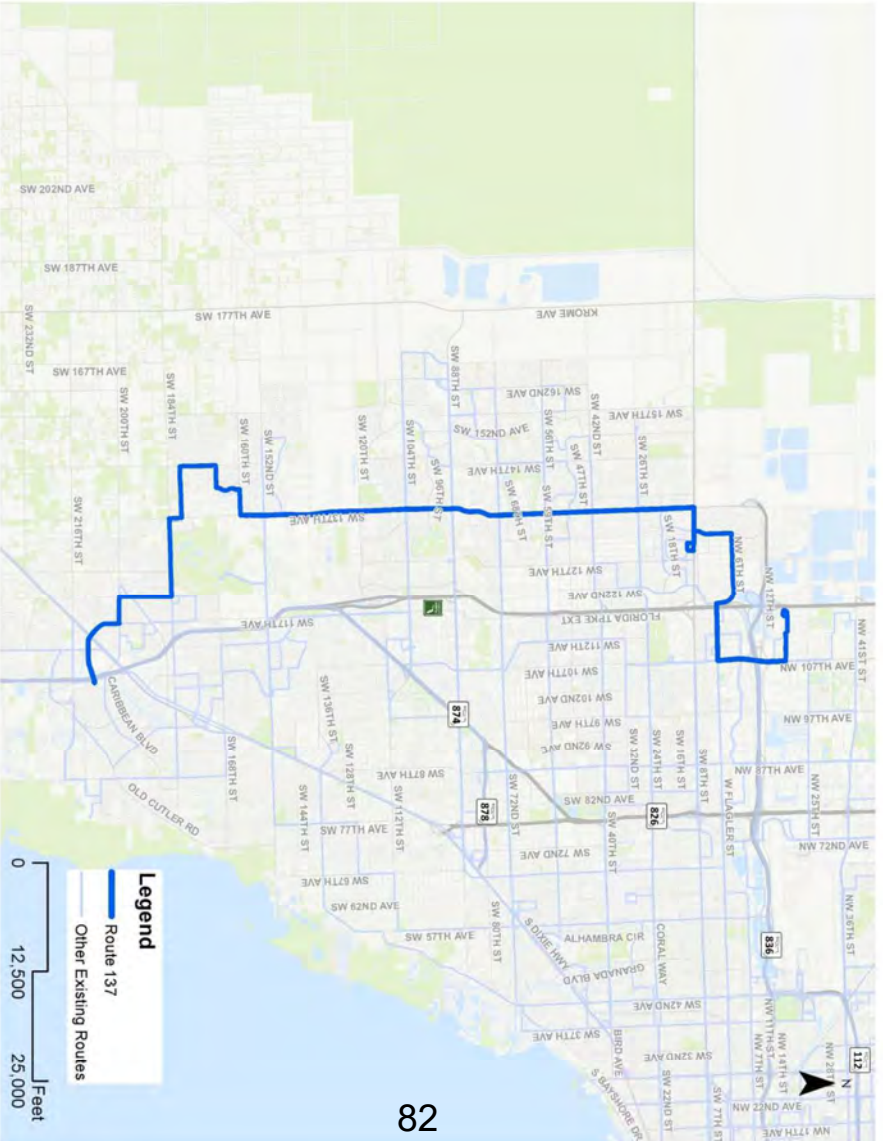 SW 202ND AVE
SW 187TH AVE
SW 177TH AVE
KROME AVE
SW 232ND ST
SW 167TH AVE
SW 200TH ST
SW 184TH ST
SW 160TH ST
SW 152ND ST
SW 120TH ST
SW 104TH ST
SW 96TH ST
SW 88TH ST
SW 162ND AVE
SW 157TH AVE
SW 152ND AVE
SW 147TH AVE
SW 56TH ST
SW 47TH ST
SW 42ND ST
SW 26TH ST
SW 68TH ST
SW 18TH ST
NW 6TH ST
NW 12TH ST
NW 41ST ST
SW 216TH ST
SW 137TH AVE
SW 127TH AVE
SW 122ND AVE
FLORIDA TPKE EXT
SW 117TH AVE
SW 112TH AVE
SW 107TH AVE
NW 107TH AVE
SW 102ND AVE
SW 97TH AVE
NW 97TH AVE
SW 92ND AVE
SW 87TH AVE
NW 87TH AVE
CARIBBEAN BLVD
OLD CUTLER RD
SW 168TH ST
SW 136TH ST
SW 128TH ST
SW 144TH ST
SW 112TH ST
874
878
826
836
112
SW 72ND ST
SW 32ND ST
SW 24TH ST
SW 16TH ST
SW 8TH ST
W FLAGLER ST
NW 25TH ST
NW 36TH ST
SW 82ND AVE
SW 77TH AVE
SW 72ND AVE
NW 72ND AVE
SW 40TH ST
SW 67TH AVE
SW 62ND AVE
SW 57TH AVE
SW 80TH ST
S DIXIE HWY
ALHAMBRA CIR
GRANADA BLVD
CORAL WAY
SW 42ND AVE
SW 37TH AVE
SW 32ND AVE
BIRD AVE
S BAYSHORE DR
SW 22ND ST
SW 7TH ST
NW 7TH ST
NW 11TH ST
NW 14TH ST
NW 28TH ST
NW 22ND AVE
NW 17TH AVE
N
Legend
Route 137
Other Existing Routes
0
12,500
25,000
Feet
82